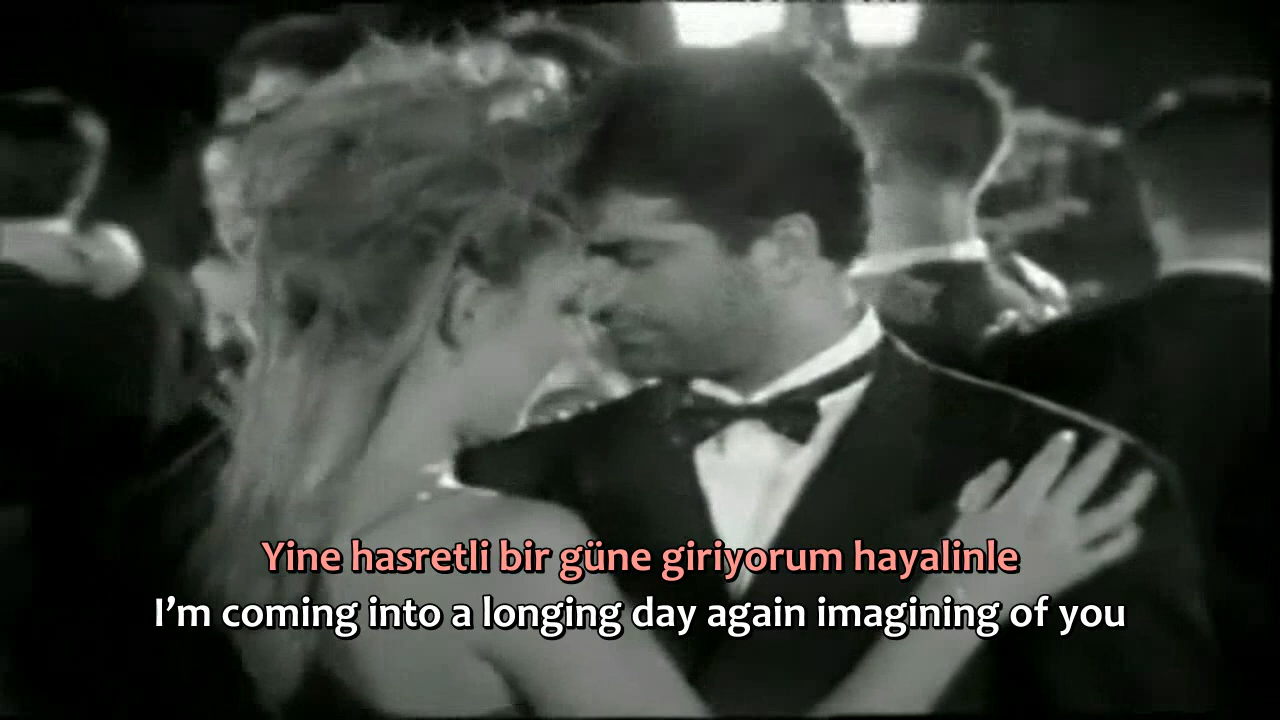 Yine hasretli bir güne giriyorum hayalinle
I’m coming into a longing day again imagining of you